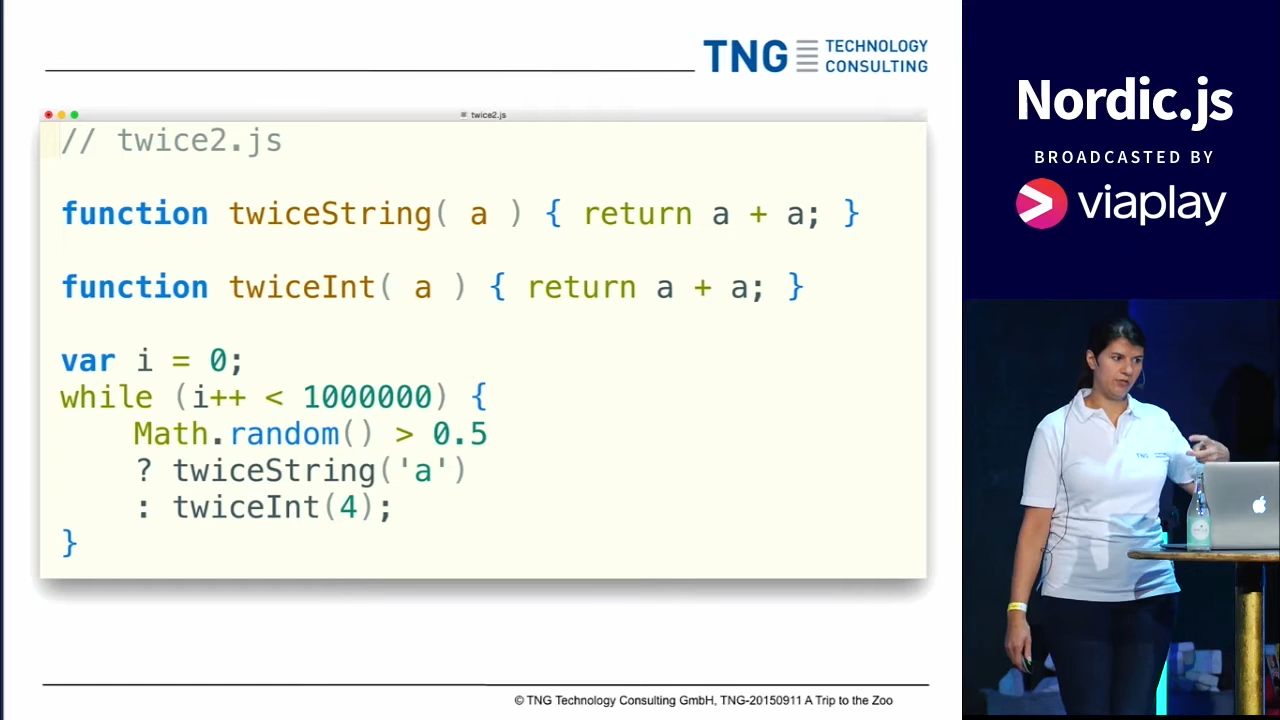 TNG TECHNOLOGY
CONSULTING
twice2.js
// twice2.js
function twiceString( a ) { return a + a; }
function twiceInt( a ) { return a + a; }
var i = 0;
while (i++ < 1000000) {
    Math.random() > 0.5
    ? twiceString('a')
    : twiceInt(4);
}
© TNG Technology Consulting GmbH, TNG-20150911 A Trip to the Zoo
Nordic.js
BROADCASTED BY
viaplay
TNG